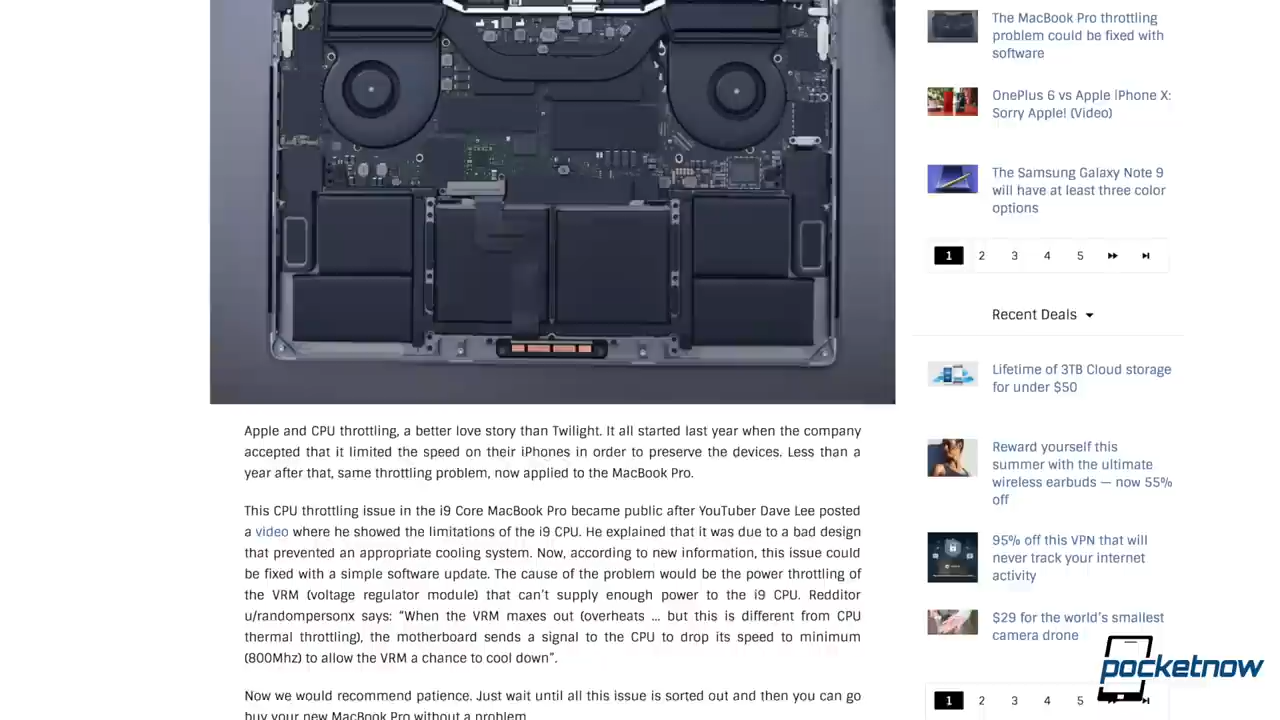 Apple and CPU throttling, a better love story than Twilight. It all started last year when the company
accepted that it limited the speed on their iPhones in order to preserve the devices. Less than a
year after that, same throttling problem, now applied to the MacBook Pro.
This CPU throttling issue in the i9 Core MacBook Pro became public after YouTuber Dave Lee posted
a video where he showed the limitations of the i9 CPU. He explained that it was due to a bad design
that prevented an appropriate cooling system. Now, according to new information, this issue could
be fixed with a simple software update. The cause of the problem would be the power throttling of
the VRM (voltage regulator module) that can’t supply enough power to the i9 CPU. Redditor
u/randompersonx says: “When the VRM maxes out (overheats … but this is different from CPU
thermal throttling), the motherboard sends a signal to the CPU to drop its speed to minimum
(800Mhz) to allow the VRM a chance to cool down”.
Now we would recommend patience. Just wait until all this issue is sorted out and then you can go
buy your new MacBook Pro without a problem.
The MacBook Pro throttling
problem could be fixed with
software
OnePlus 6 vs Apple iPhone X:
Sorry Apple! (Video)
The Samsung Galaxy Note 9
will have at least three color
options
1 2 3 4 5
Recent Deals
Lifetime of 3TB Cloud storage
for under $50
Reward yourself this
summer with the ultimate
wireless earbuds — now 55%
off
95% off this VPN that will
never track your internet
activity
$29 for the world’s smallest
camera drone
pocketnow
1 2 3 4 5